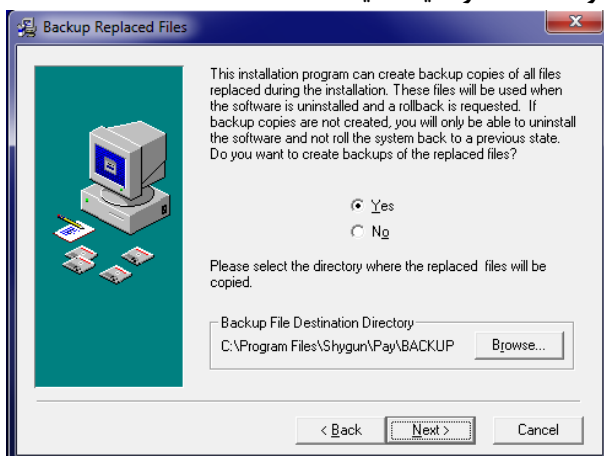 Backup Replaced Files
This installation program can create backup copies of all files
replaced during the installation. These files will be used when
the software is uninstalled and a rollback is requested. If
backup copies are not created, you will only be able to uninstall
the software and not roll the system back to a previous state.
Do you want to create backups of the replaced files?
Yes
No
Please select the directory where the replaced files will be
copied.
Backup File Destination Directory
C:\Program Files\Shygun\Pay\BACKUP
Browse...
< Back
Next >
Cancel